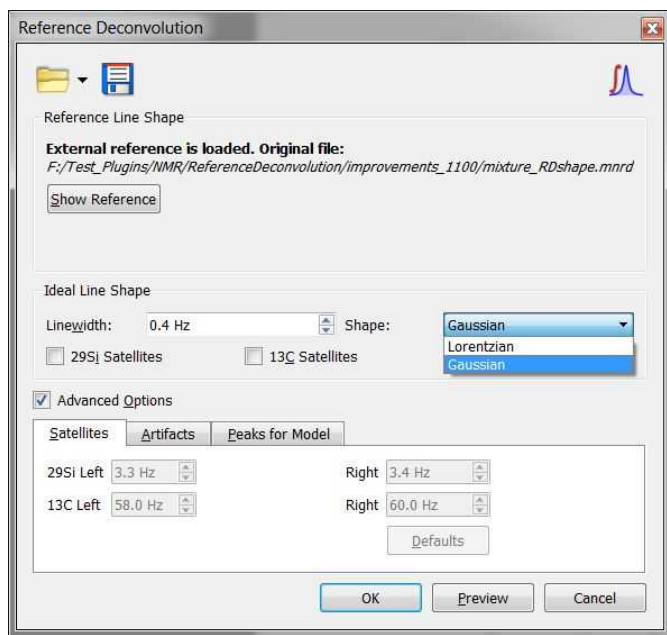 Reference Deconvolution
Reference Line Shape
External reference is loaded. Original file:
F:/Test_Plugins/NMR/ReferenceDeconvolution/improvements_1100/mixture_RDshape.mnrd
Show Reference
Ideal Line Shape
Linewidth: 0.4 Hz Shape: Gaussian
Lorentzian
29Si Satellites 13C Satellites Gaussian
Advanced Options
Satellites Artifacts Peaks for Model
29Si Left 3.3 Hz Right 3.4 Hz
13C Left 58.0 Hz Right 60.0 Hz
Defaults
OK Preview Cancel